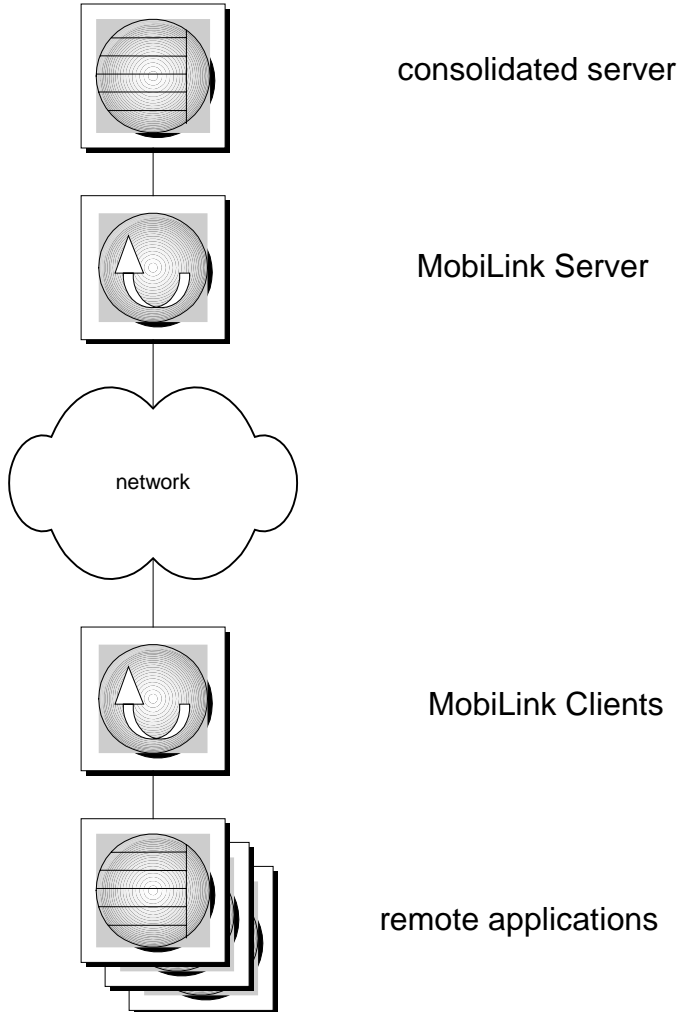 consolidated server
MobiLink Server
network
MobiLink Clients
remote applications